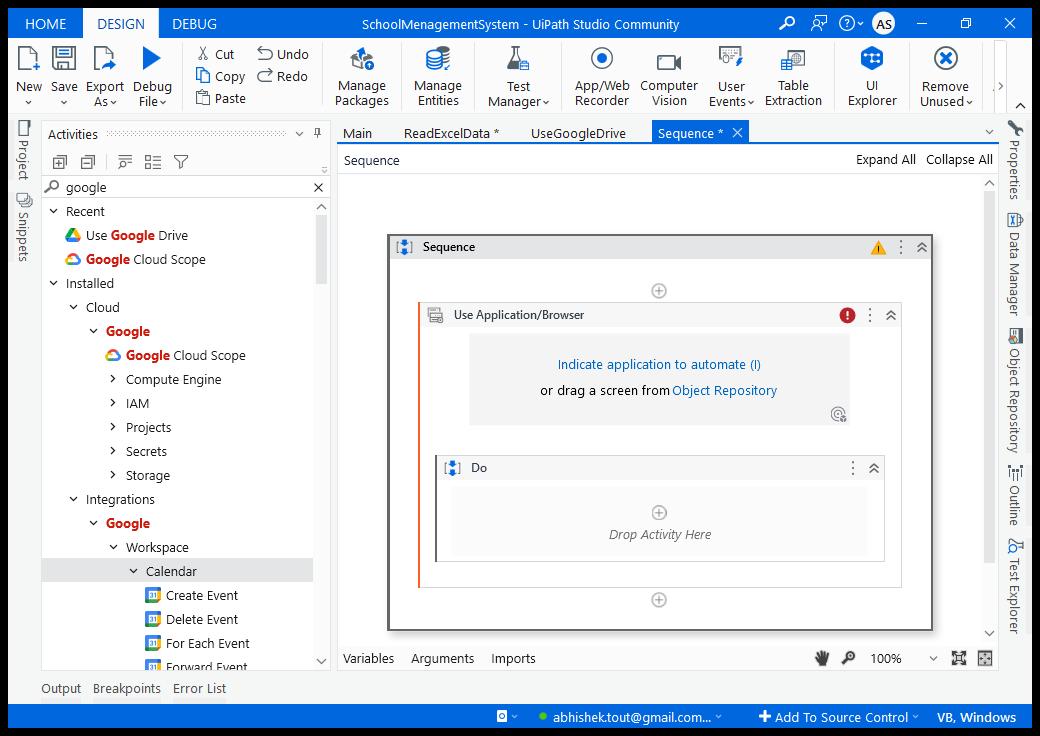 HOME DESIGN DEBUG SchoolMenagementSystem - UiPath Studio Community AS
New Save Export As Debug File Cut Copy Paste Undo Redo Manage Packages Manage Entities Test Manager App/Web Recorder Computer Vision User Events Table Extraction UI Explorer Remove Unused
Project
Snippets
Activities
google
Recent
Use Google Drive
Google Cloud Scope
Installed
Cloud
Google
Google Cloud Scope
Compute Engine
IAM
Projects
Secrets
Storage
Integrations
Google
Workspace
Calendar
31 Create Event
31 Delete Event
31 For Each Event
31 Forward Event
Main ReadExcelData * UseGoogleDrive Sequence *
Sequence Expand All Collapse All
Sequence
Use Application/Browser
Indicate application to automate (I)
or drag a screen from Object Repository
Do
Drop Activity Here
Variables Arguments Imports 100%
Properties
Data Manager
Object Repository
Outline
Test Explorer
Output Breakpoints Error List
abhishek.tout@gmail.com... Add To Source Control VB, Windows